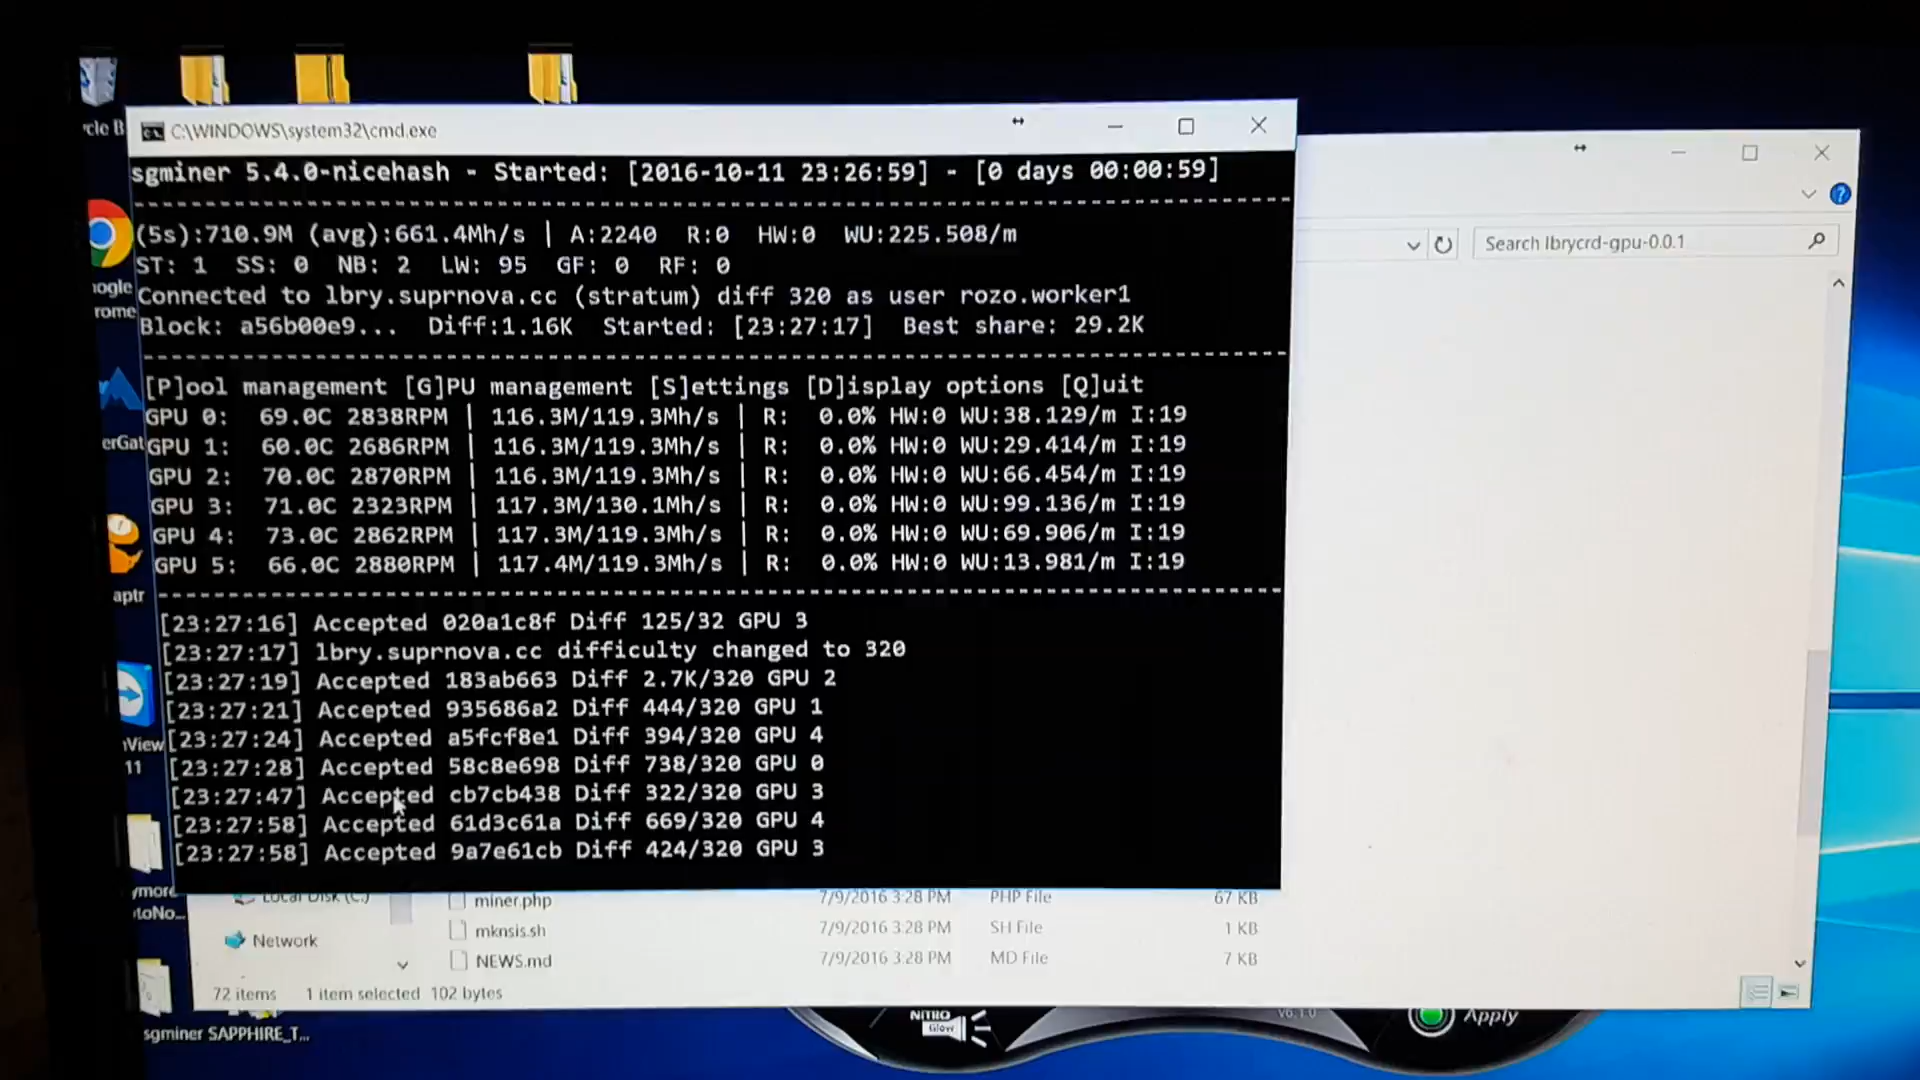 cle B
C:\WINDOWS\system32\cmd.exe
sgminer 5.4.0-nicehash - Started: [2016-10-11 23:26:59] - [0 days 00:00:59]
(5s):710.9M (avg):661.4Mh/s | A:2240 R:0 HW:0 WU:225.508/m
ST: 1 SS: 0 NB: 2 LW: 95 GF: 0 RF: 0
Connected to lbry.suprnova.cc (stratum) diff 320 as user rozo.worker1
Block: a56b00e9... Diff:1.16K Started: [23:27:17] Best share: 29.2K
[P]ool management [G]PU management [S]ettings [D]isplay options [Q]uit
GPU 0: 69.0C 2838RPM | 116.3M/119.3Mh/s | R: 0.0% HW:0 WU:38.129/m I:19
GPU 1: 60.0C 2686RPM | 116.3M/119.3Mh/s | R: 0.0% HW:0 WU:29.414/m I:19
GPU 2: 70.0C 2870RPM | 116.3M/119.3Mh/s | R: 0.0% HW:0 WU:66.454/m I:19
GPU 3: 71.0C 2323RPM | 117.3M/130.1Mh/s | R: 0.0% HW:0 WU:99.136/m I:19
GPU 4: 73.0C 2862RPM | 117.3M/119.3Mh/s | R: 0.0% HW:0 WU:69.906/m I:19
GPU 5: 66.0C 2880RPM | 117.4M/119.3Mh/s | R: 0.0% HW:0 WU:13.981/m I:19
[23:27:16] Accepted 020a1c8f Diff 125/32 GPU 3
[23:27:17] lbry.suprnova.cc difficulty changed to 320
[23:27:19] Accepted 183ab663 Diff 2.7K/320 GPU 2
[23:27:21] Accepted 935686a2 Diff 444/320 GPU 1
[23:27:24] Accepted a5fcf8e1 Diff 394/320 GPU 4
[23:27:28] Accepted 58c8e698 Diff 738/320 GPU 0
[23:27:47] Accepted cb7cb438 Diff 322/320 GPU 3
[23:27:58] Accepted 61d3c61a Diff 669/320 GPU 4
[23:27:58] Accepted 9a7e61cb Diff 424/320 GPU 3
Search lbrycrd-gpu-0.0.1
ogle
rome
erGat
aptr
View
11
ymore
toNo...
Local Disk (C:)
Network
miner.php 7/9/2016 3:28 PM PHP File 67 KB
mknsis.sh 7/9/2016 3:28 PM SH File 1 KB
NEWS.md 7/9/2016 3:28 PM MD File 7 KB
72 items 1 item selected 102 bytes
sgminer SAPPHIRE_T...
NITRO
Glow
v6.1.0
Apply